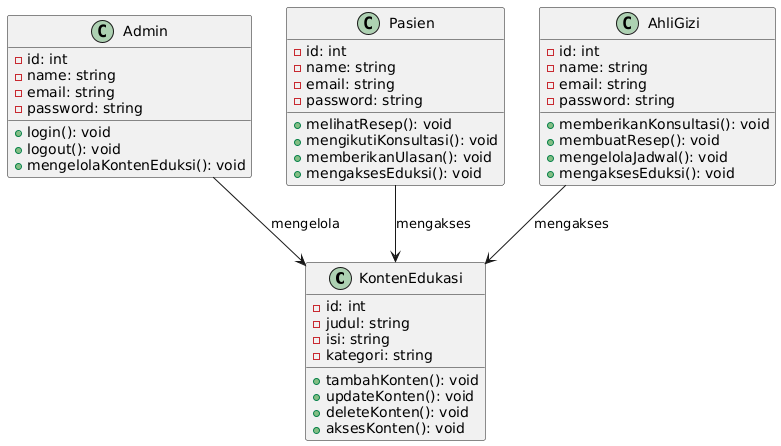 C Admin
- id: int
- name: string
- email: string
- password: string
login(): void
logout(): void
mengelolaKontenEduksi(): void
C Pasien
- id: int
- name: string
- email: string
- password: string
melihatResep(): void
mengikutiKonsultasi(): void
memberikanUlasan(): void
mengaksesEduksi(): void
C AhliGizi
- id: int
- name: string
- email: string
- password: string
memberikanKonsultasi(): void
membuatResep(): void
mengelolaJadwal(): void
mengaksesEduksi(): void
mengelola
mengakses
mengakses
C KontenEdukasi
- id: int
- judul: string
- isi: string
- kategori: string
tambahKonten(): void
updateKonten(): void
deleteKonten(): void
aksesKonten(): void